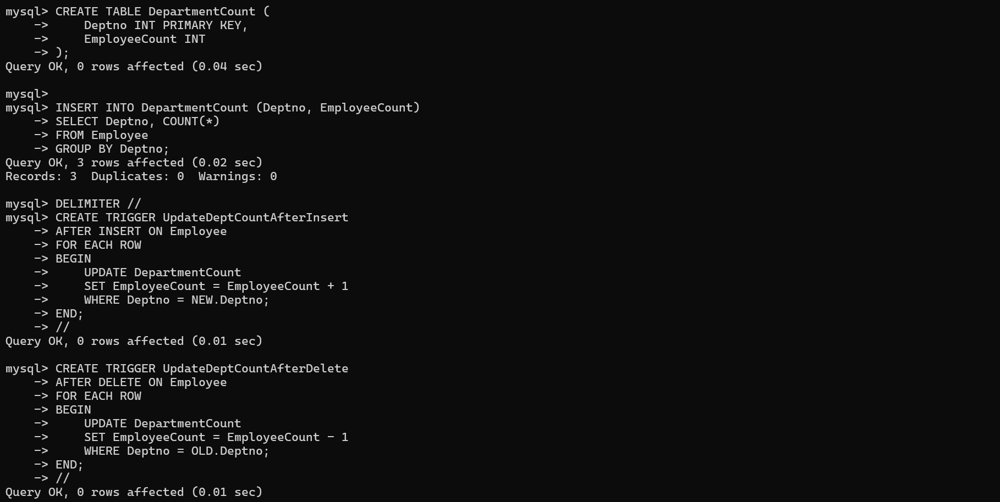 mysql> CREATE TABLE DepartmentCount (
    ->     Deptno INT PRIMARY KEY,
    ->     EmployeeCount INT
    -> );
Query OK, 0 rows affected (0.04 sec)

mysql>
mysql> INSERT INTO DepartmentCount (Deptno, EmployeeCount)
    -> SELECT Deptno, COUNT(*)
    -> FROM Employee
    -> GROUP BY Deptno;
Query OK, 3 rows affected (0.02 sec)
Records: 3  Duplicates: 0  Warnings: 0

mysql> DELIMITER //
mysql> CREATE TRIGGER UpdateDeptCountAfterInsert
    -> AFTER INSERT ON Employee
    -> FOR EACH ROW
    -> BEGIN
    ->     UPDATE DepartmentCount
    ->     SET EmployeeCount = EmployeeCount + 1
    ->     WHERE Deptno = NEW.Deptno;
    -> END;
    -> //
Query OK, 0 rows affected (0.01 sec)

mysql> CREATE TRIGGER UpdateDeptCountAfterDelete
    -> AFTER DELETE ON Employee
    -> FOR EACH ROW
    -> BEGIN
    ->     UPDATE DepartmentCount
    ->     SET EmployeeCount = EmployeeCount - 1
    ->     WHERE Deptno = OLD.Deptno;
    -> END;
    -> //
Query OK, 0 rows affected (0.01 sec)